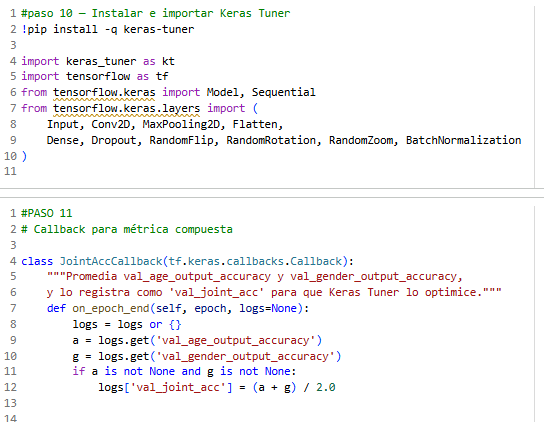 1 #paso 10 — Instalar e importar Keras Tuner
2 !pip install -q keras-tuner
3
4 import keras_tuner as kt
5 import tensorflow as tf
6 from tensorflow.keras import Model, Sequential
7 from tensorflow.keras.layers import (
8     Input, Conv2D, MaxPooling2D, Flatten,
9     Dense, Dropout, RandomFlip, RandomRotation, RandomZoom, BatchNormalization
10 )
11
1 #PASO 11
2 # Callback para métrica compuesta
3
4 class JointAccCallback(tf.keras.callbacks.Callback):
5     """Promedia val_age_output_accuracy y val_gender_output_accuracy,
6     y lo registra como 'val_joint_acc' para que Keras Tuner lo optimice."""
7     def on_epoch_end(self, epoch, logs=None):
8         logs = logs or {}
9         a = logs.get('val_age_output_accuracy')
10         g = logs.get('val_gender_output_accuracy')
11         if a is not None and g is not None:
12             logs['val_joint_acc'] = (a + g) / 2.0
13
14